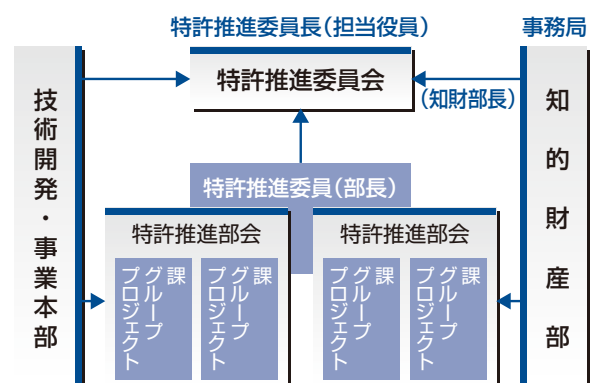 特許推進委員長(担当役員)
事務局
特許推進委員会
(知財部長)
技術開発・事業本部
知的財産部
特許推進委員(部長)
特許推進部会
課
グループ
プロジェクト
課
グループ
プロジェクト
特許推進部会
課
グループ
プロジェクト
課
グループ
プロジェクト